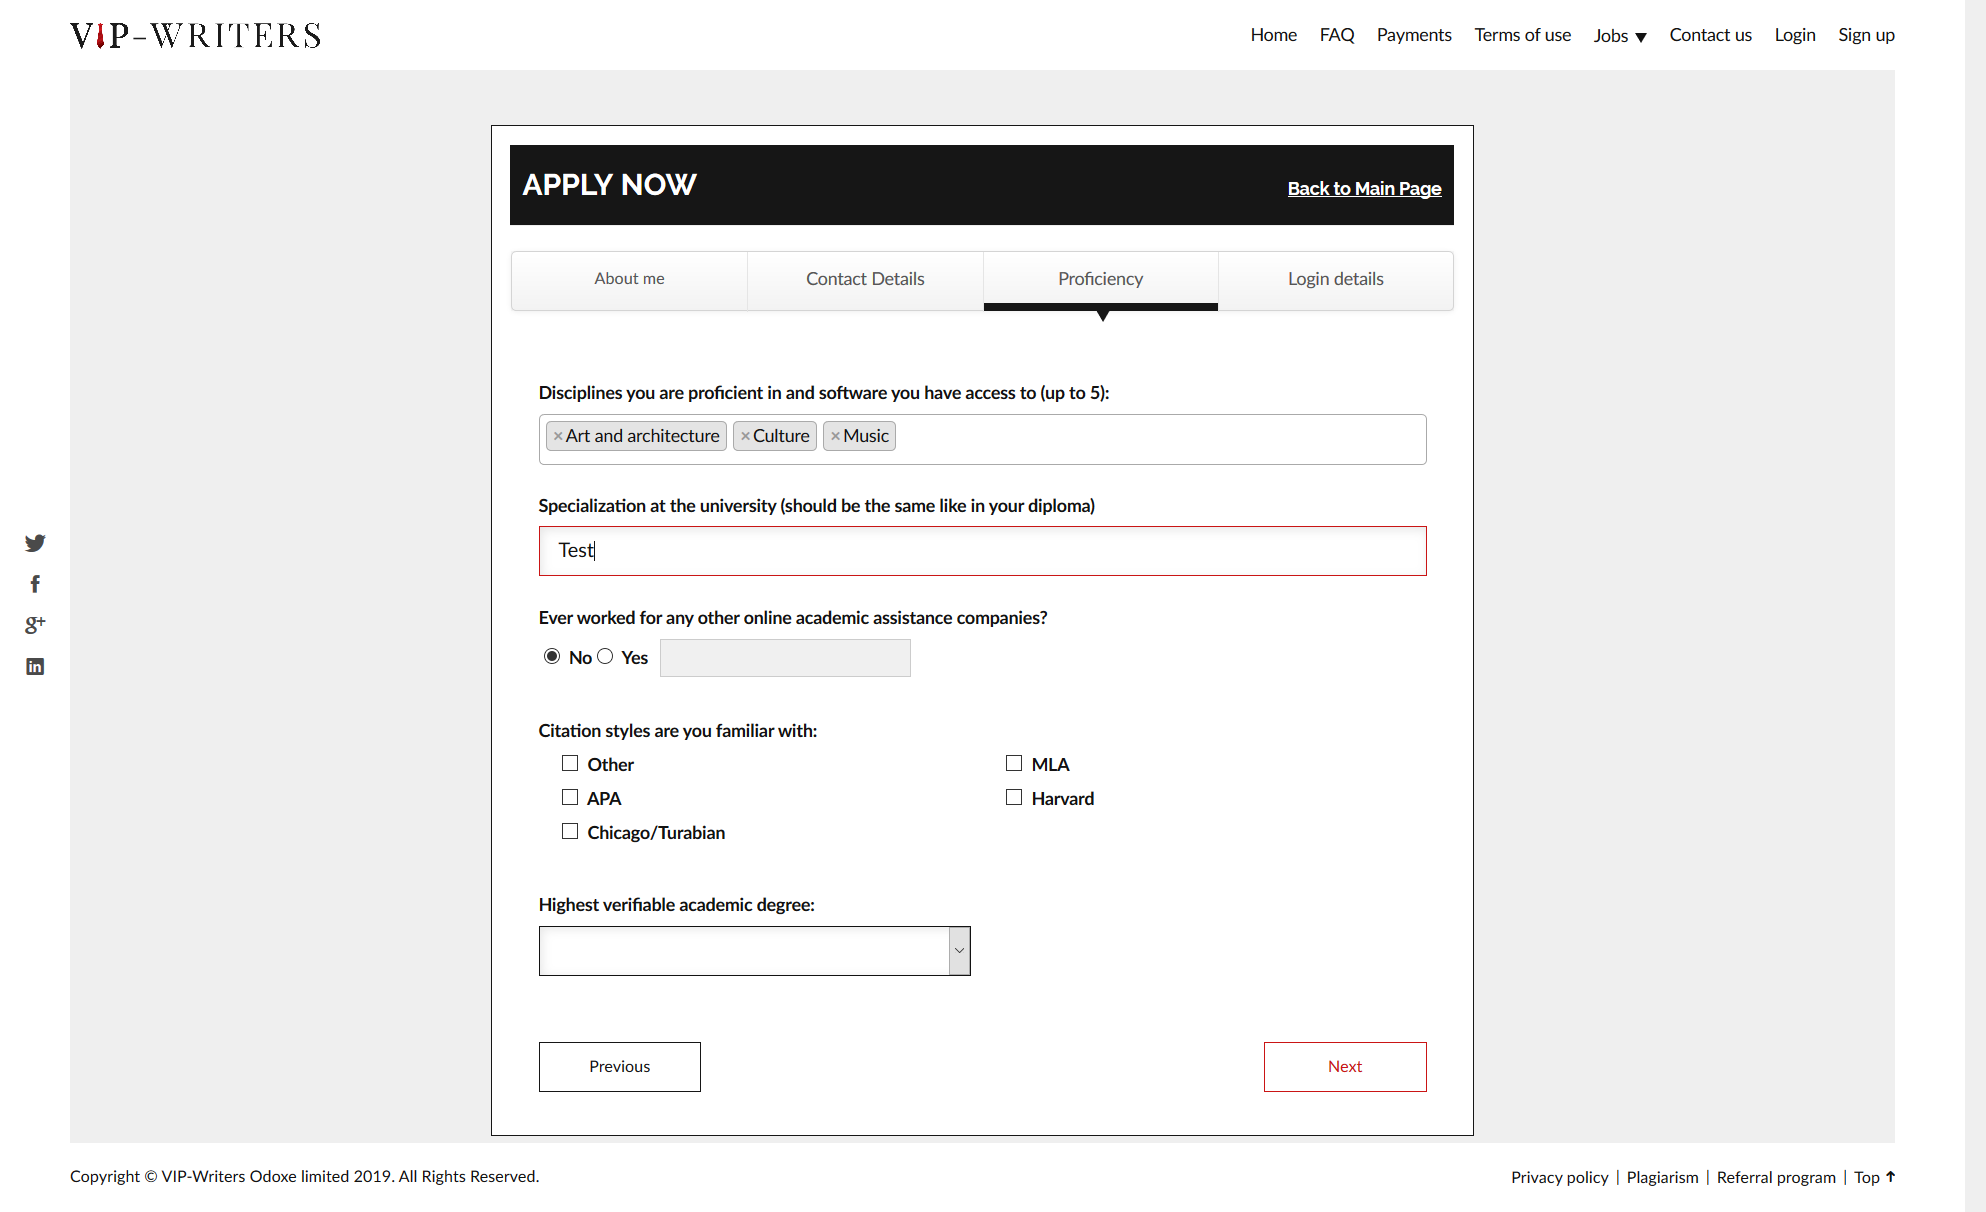 VIP-WRITERS
Home FAQ Payments Terms of use Jobs ▼ Contact us Login Sign up
APPLY NOW
Back to Main Page
About me Contact Details Proficiency Login details
Disciplines you are proficient in and software you have access to (up to 5):
×Art and architecture ×Culture ×Music
Specialization at the university (should be the same like in your diploma)
Test
Ever worked for any other online academic assistance companies?
No Yes
Citation styles are you familiar with:
Other MLA
APA Harvard
Chicago/Turabian
Highest verifiable academic degree:
Previous Next
Copyright © VIP-Writers Odoxe limited 2019. All Rights Reserved.
Privacy policy | Plagiarism | Referral program | Top ↑